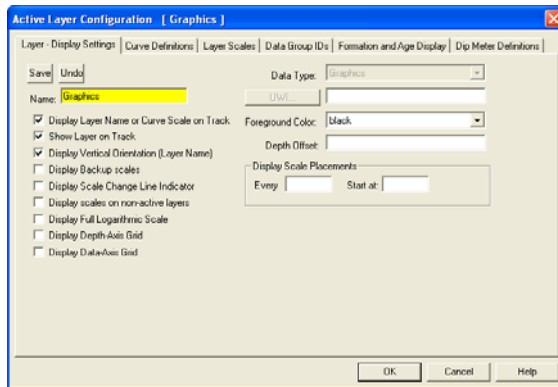 Active Layer Configuration [ Graphics ]
Layer - Display Settings Curve Definitions Layer Scales Data Group IDs Formation and Age Display Dip Meter Definitions
Save Undo
Name: Graphics
Display Layer Name or Curve Scale on Track
Show Layer on Track
Display Vertical Orientation (Layer Name)
Display Backup scales
Display Scale Change Line Indicator
Display scales on non-active layers
Display Full Logarithmic Scale
Display Depth-Axis Grid
Display Data-Axis Grid
Data Type: Graphics
UWI...
Foreground Color: black
Depth Offset:
Display Scale Placements
Every Start at:
OK Cancel Help